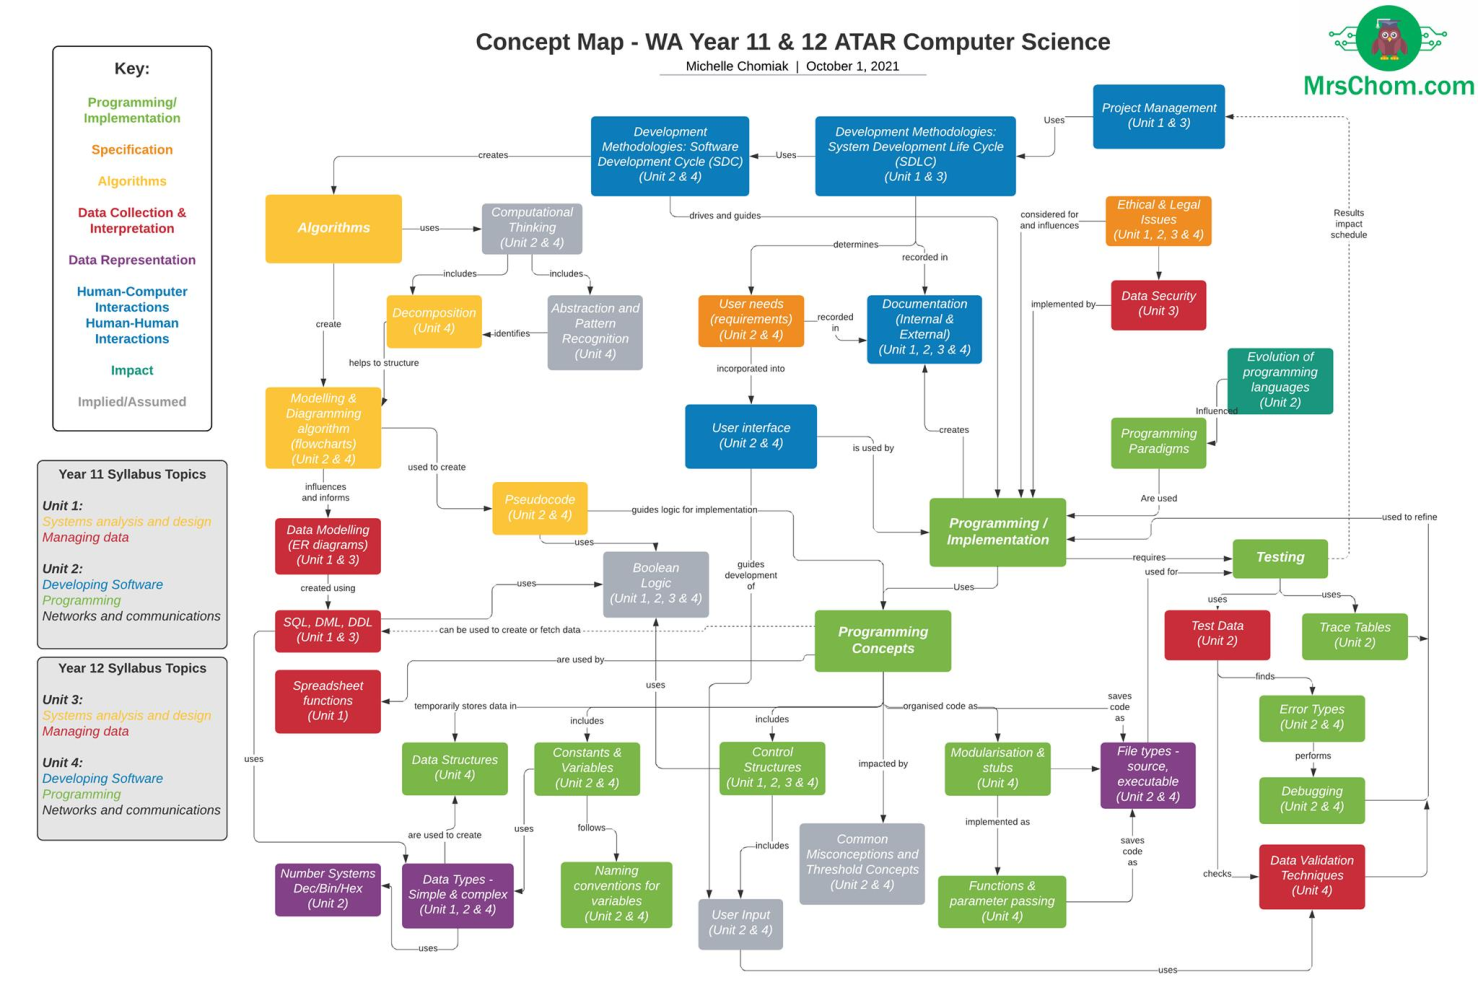 Concept Map - WA Year 11 & 12 ATAR Computer Science
Michelle Chomiak | October 1, 2021
MrsChom.com
Key:
Programming/
Implementation
Specification
Algorithms
Data Collection &
Interpretation
Data Representation
Human-Computer
Interactions
Human-Human
Interactions
Impact
Implied/Assumed
Year 11 Syllabus Topics
Unit 1:
Systems analysis and design
Managing data
Unit 2:
Developing Software
Programming
Networks and communications
Year 12 Syllabus Topics
Unit 3:
Systems analysis and design
Managing data
Unit 4:
Developing Software
Programming
Networks and communications
Project Management
(Unit 1 & 3)
Uses
Development Methodologies:
System Development Life Cycle
(SDLC)
(Unit 1 & 3)
Uses
Development
Methodologies: Software
Development Cycle (SDC)
(Unit 2 & 4)
creates
drives and guides
Algorithms
uses
Computational
Thinking
(Unit 2 & 4)
includes
includes
Decomposition
(Unit 4)
identifies
Abstraction and
Pattern
Recognition
(Unit 4)
create
helps to structure
determines
recorded in
User needs
(requirements)
(Unit 2 & 4)
recorded
in
Documentation
(Internal &
External)
(Unit 1, 2, 3 & 4)
considered for
and influences
Ethical & Legal
Issues
(Unit 1, 2, 3 & 4)
Results
impact
schedule
implemented by
Data Security
(Unit 3)
incorporated into
Evolution of
programming
languages
(Unit 2)
Influenced
Programming
Paradigms
Are used
Modelling &
Diagramming
algorithm
(flowcharts)
(Unit 2 & 4)
used to create
influences
and informs
User interface
(Unit 2 & 4)
is used by
creates
Pseudocode
(Unit 2 & 4)
guides logic for implementation
uses
Data Modelling
(ER diagrams)
(Unit 1 & 3)
created using
Boolean
Logic
(Unit 1, 2, 3 & 4)
guides
development
of
Programming /
Implementation
Uses
requires
used for
used to refine
Testing
uses
uses
SQL, DML, DDL
(Unit 1 & 3)
uses
can be used to create or fetch data
Programming
Concepts
Test Data
(Unit 2)
Trace Tables
(Unit 2)
are used by
finds
Spreadsheet
functions
(Unit 1)
uses
temporarily stores data in
includes
includes
organised code as
saves
code
as
Error Types
(Unit 2 & 4)
performs
uses
Data Structures
(Unit 4)
Constants &
Variables
(Unit 2 & 4)
Control
Structures
(Unit 1, 2, 3 & 4)
impacted by
Modularisation &
stubs
(Unit 4)
File types -
source,
executable
(Unit 2 & 4)
Debugging
(Unit 2 & 4)
are used to create
uses
follows
includes
implemented as
saves
code
as
Common
Misconceptions and
Threshold Concepts
(Unit 2 & 4)
checks
Data Validation
Techniques
(Unit 4)
Number Systems
Dec/Bin/Hex
(Unit 2)
Data Types -
Simple & complex
(Unit 1, 2 & 4)
Naming
conventions for
variables
(Unit 2 & 4)
User Input
(Unit 2 & 4)
Functions &
parameter passing
(Unit 4)
uses
uses